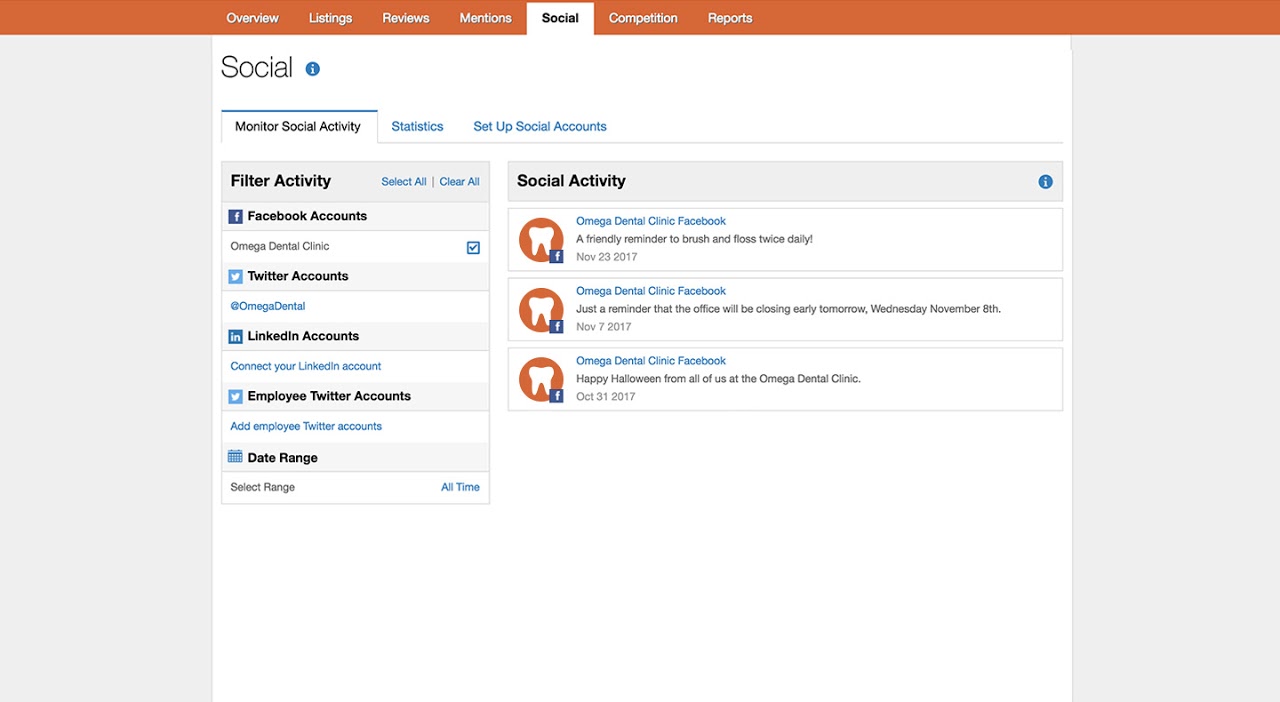 Overview Listings Reviews Mentions Social Competition Reports
Social
Monitor Social Activity Statistics Set Up Social Accounts
Filter Activity Select All | Clear All
Facebook Accounts
Omega Dental Clinic
Twitter Accounts
@OmegaDental
LinkedIn Accounts
Connect your LinkedIn account
Employee Twitter Accounts
Add employee Twitter accounts
Date Range
Select Range All Time
Social Activity
Omega Dental Clinic Facebook
A friendly reminder to brush and floss twice daily!
Nov 23 2017
Omega Dental Clinic Facebook
Just a reminder that the office will be closing early tomorrow, Wednesday November 8th.
Nov 7 2017
Omega Dental Clinic Facebook
Happy Halloween from all of us at the Omega Dental Clinic.
Oct 31 2017